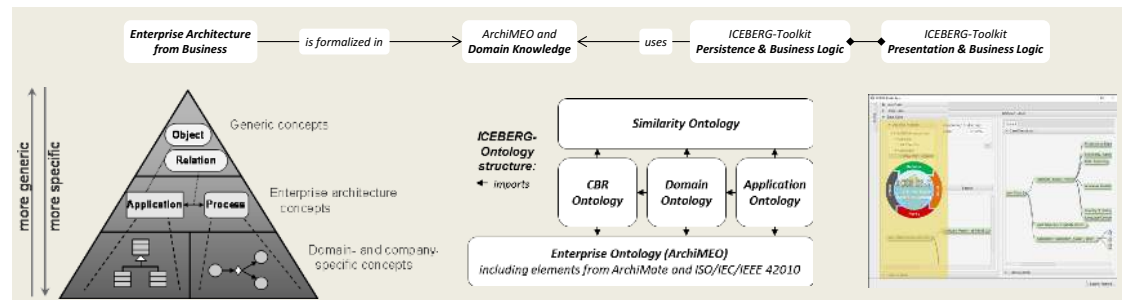 Enterprise Architecture
from Business
is formalized in
ArchiMEO and
Domain Knowledge
uses
ICEBERG-Toolkit
Persistence & Business Logic
ICEBERG-Toolkit
Presentation & Business Logic
more generic
more specific
Object
Relation
Generic concepts
Application
Process
Enterprise architecture
concepts
Domain- and company-
specific concepts
ICEBERG-
Ontology
structure:
imports
Similarity Ontology
CBR
Ontology
Domain
Ontology
Application
Ontology
Enterprise Ontology (ArchiMEO)
including elements from ArchiMate and ISO/IEC/IEEE 42010